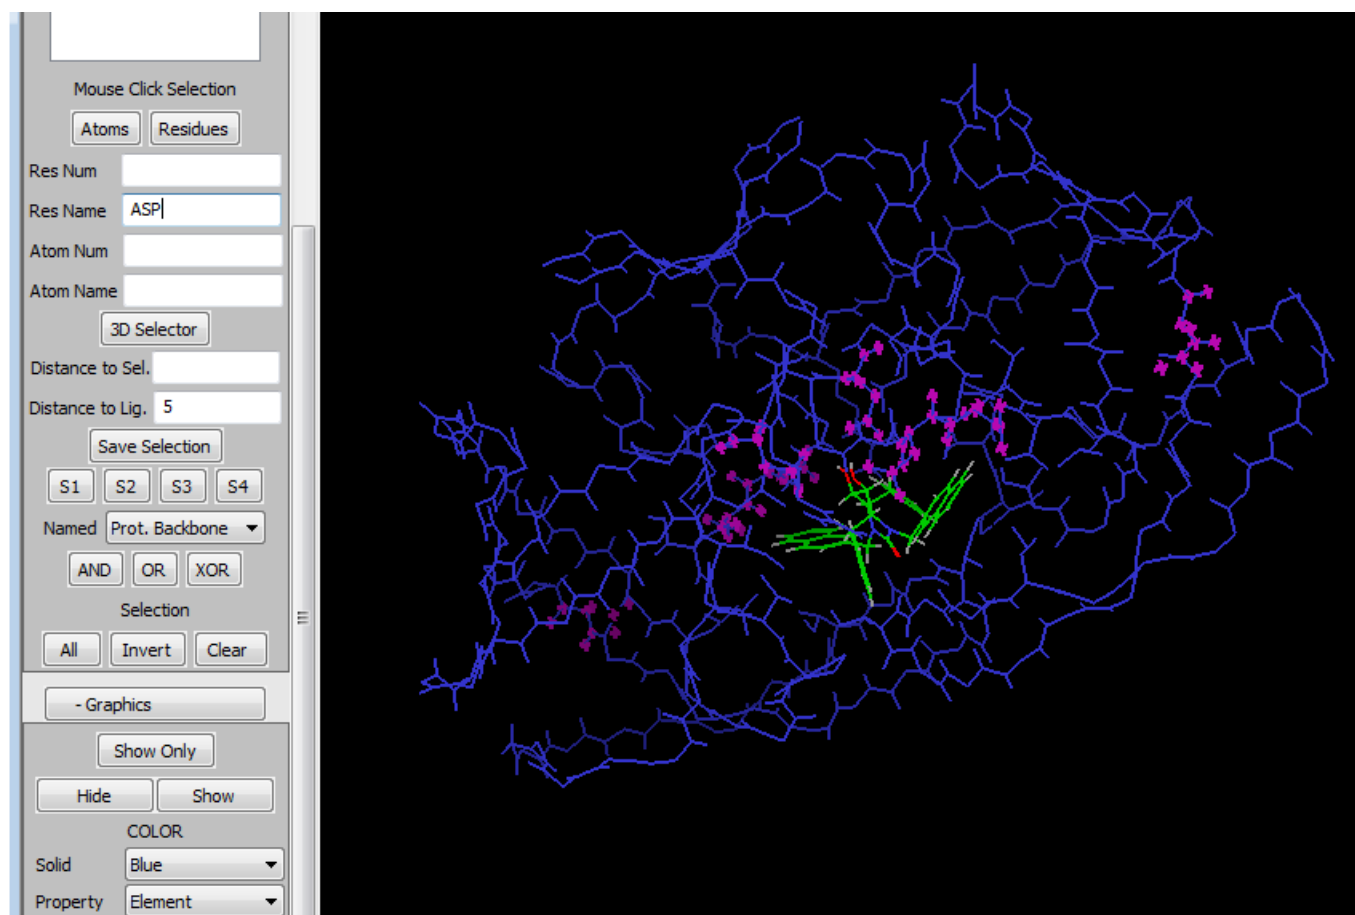 Mouse Click Selection
Atoms Residues
Res Num
Res Name ASP
Atom Num
Atom Name
3D Selector
Distance to Sel.
Distance to Lig. 5
Save Selection
S1 S2 S3 S4
Named Prot. Backbone
AND OR XOR
Selection
All Invert Clear
- Graphics
Show Only
Hide Show
COLOR
Solid Blue
Property Element